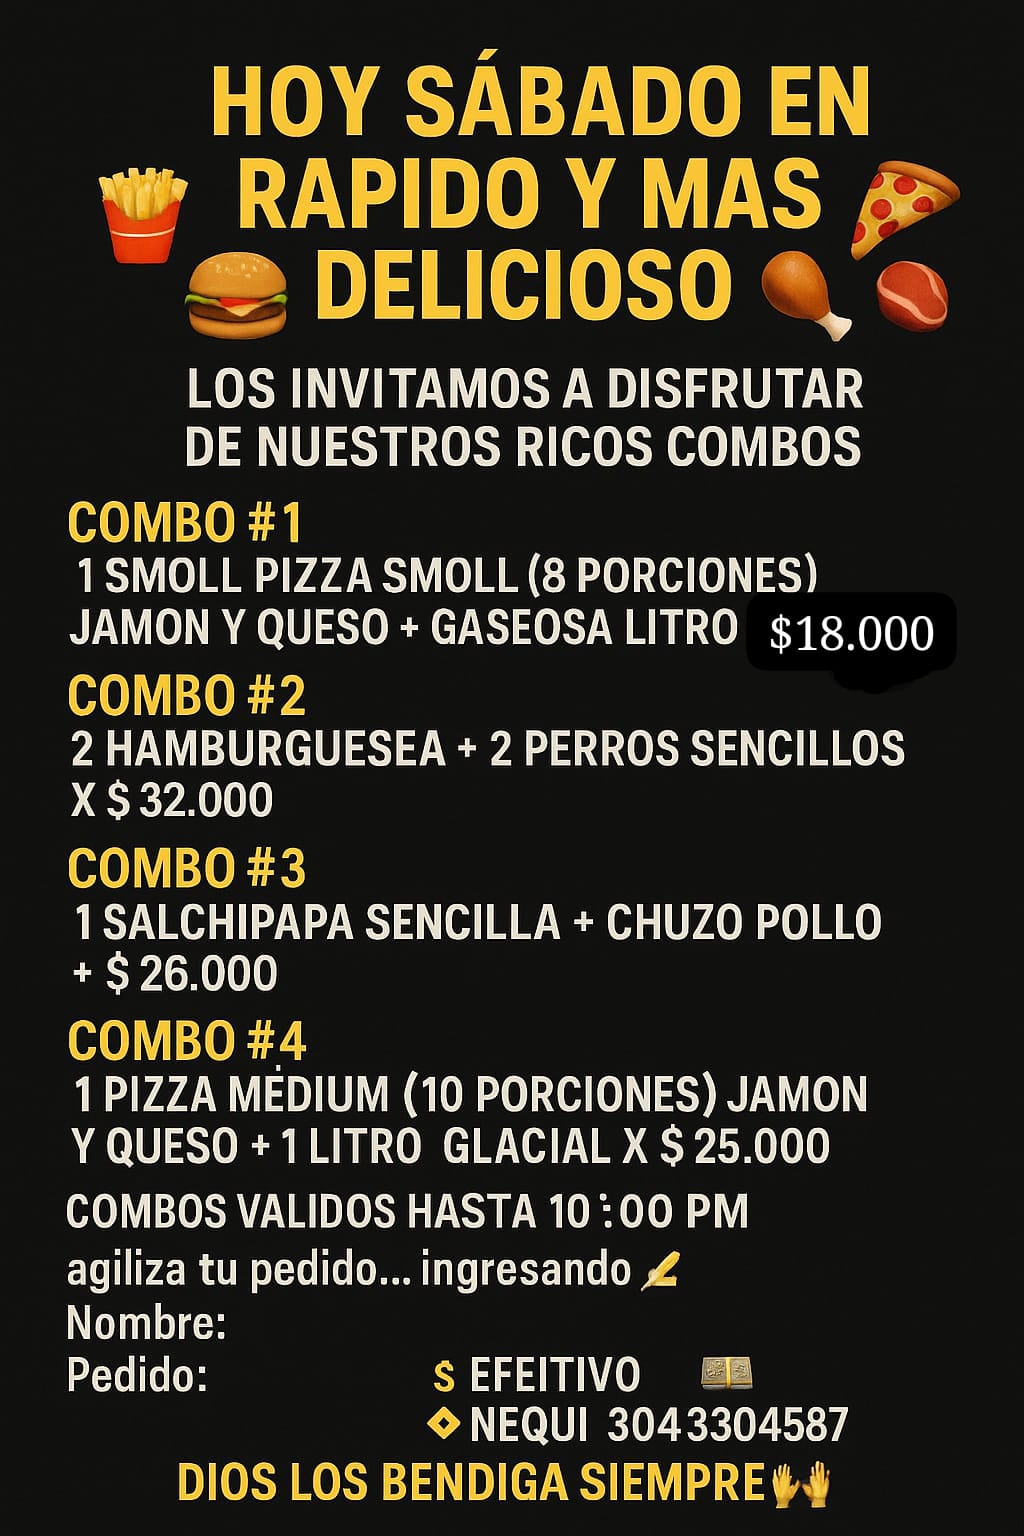 HOY SÁBADO EN
RAPIDO Y MAS
DELICIOSO
LOS INVITAMOS A DISFRUTAR
DE NUESTROS RICOS COMBOS
COMBO #1
1 SMOLL PIZZA SMOLL (8 PORCIONES)
JAMON Y QUESO + GASEOSA LITRO $18.000
COMBO #2
2 HAMBURGUESEA + 2 PERROS SENCILLOS
X $ 32.000
COMBO #3
1 SALCHIPAPA SENCILLA + CHUZO POLLO
+ $ 26.000
COMBO #4
1 PIZZA MĖDIUM (10 PORCIONES) JAMON
Y QUESO + 1 LITRO GLACIAL X $ 25.000
COMBOS VALIDOS HASTA 10:00 PM
agiliza tu pedido... ingresando
Nombre:
Pedido: $ EFEITIVO
NEQUI 3043304587
DIOS LOS BENDIGA SIEMPRE